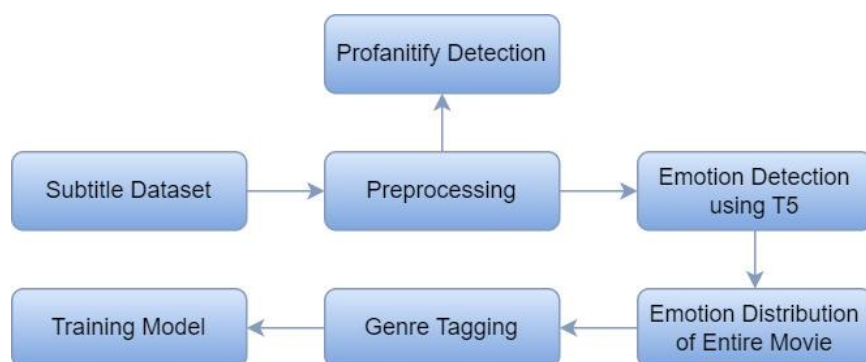 Profanitify Detection
Subtitle Dataset
Preprocessing
Emotion Detection
using T5
Training Model
Genre Tagging
Emotion Distribution
of Entire Movie